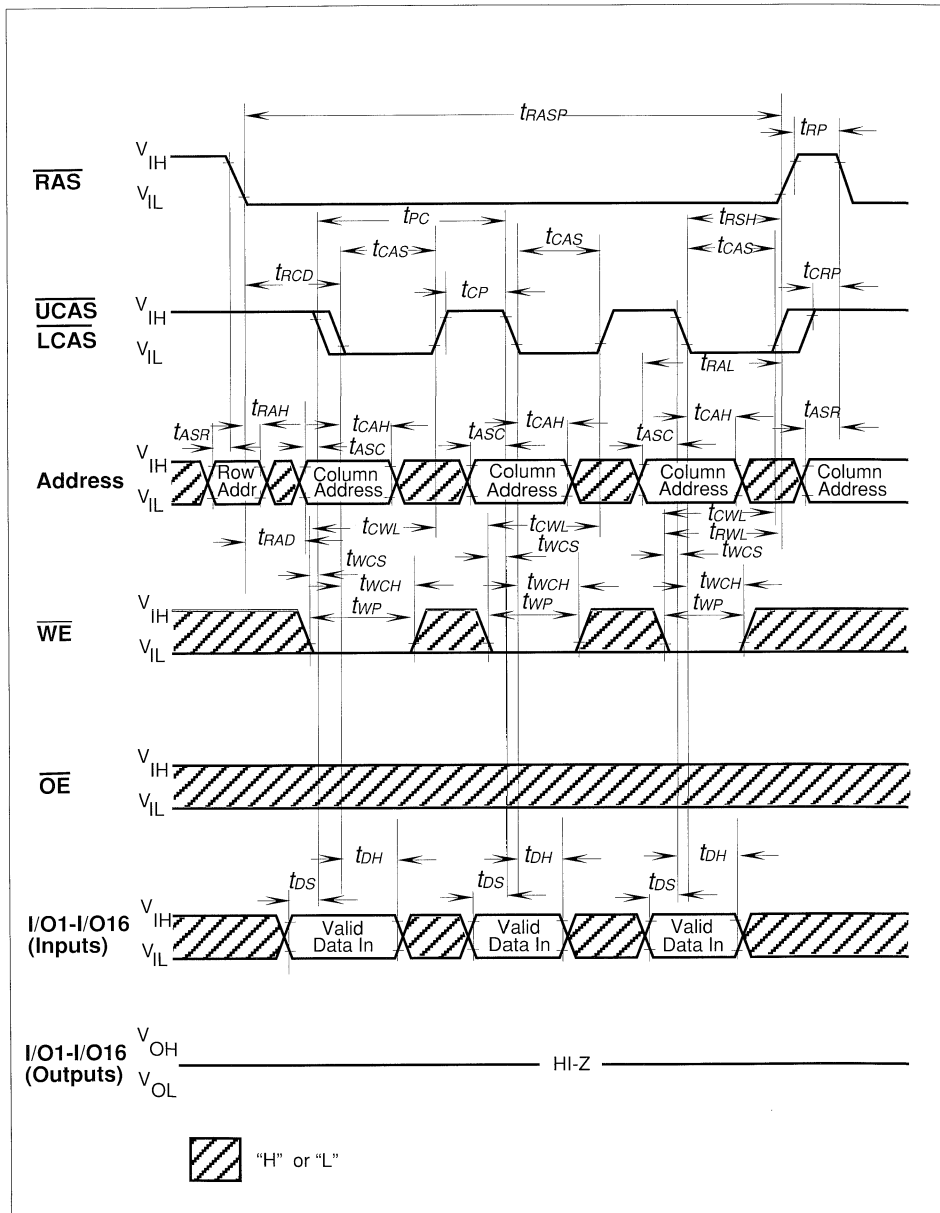 tRASP
tRP
RAS
VIH
VIL
tPC
tRSH
tCAS
tCAS
tCAS
tRCD
tCP
tCRP
UCAS
LCAS
VIH
VIL
tRAL
tRAH
tCAH
tCAH
tCAH
tASR
tASR
tASC
tASC
tASC
Address
VIH
VIL
Row Addr
Column Address
Column Address
Column Address
Column Address
tCWL
tCWL
tCWL
tRWL
tRAD
tWCS
tWCS
tWCS
tWCH
tWCH
tWCH
tWP
tWP
tWP
WE
VIH
VIL
OE
VIH
VIL
tDH
tDH
tDH
tDS
tDS
tDS
I/O1-I/O16
(Inputs)
VIH
VIL
Valid Data In
Valid Data In
Valid Data In
I/O1-I/O16
(Outputs)
VOH
VOL
HI-Z
“H” or “L”